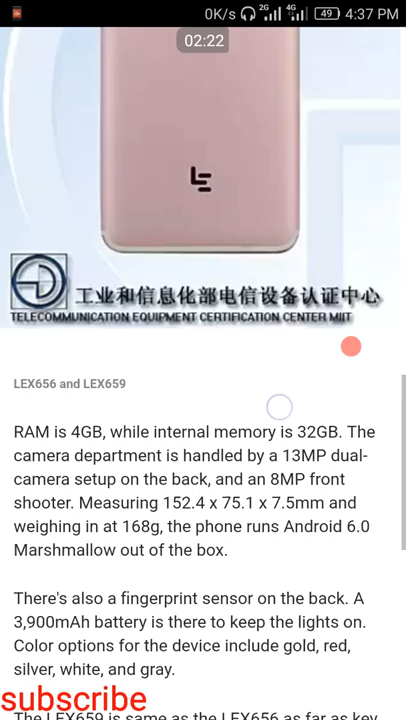 0K/s 2G 4G 49 4:37 PM
02:22
LE
工业和信息化部电信设备认证中心
TELECOMMUNICATION EQUIPMENT CERTIFICATION CENTER MIIT
LEX656 and LEX659
RAM is 4GB, while internal memory is 32GB. The
camera department is handled by a 13MP dual-
camera setup on the back, and an 8MP front
shooter. Measuring 152.4 x 75.1 x 7.5mm and
weighing in at 168g, the phone runs Android 6.0
Marshmallow out of the box.
There's also a fingerprint sensor on the back. A
3,900mAh battery is there to keep the lights on.
Color options for the device include gold, red,
silver, white, and gray.
subscribe
The LEX659 is same as the LEX656 as far as key